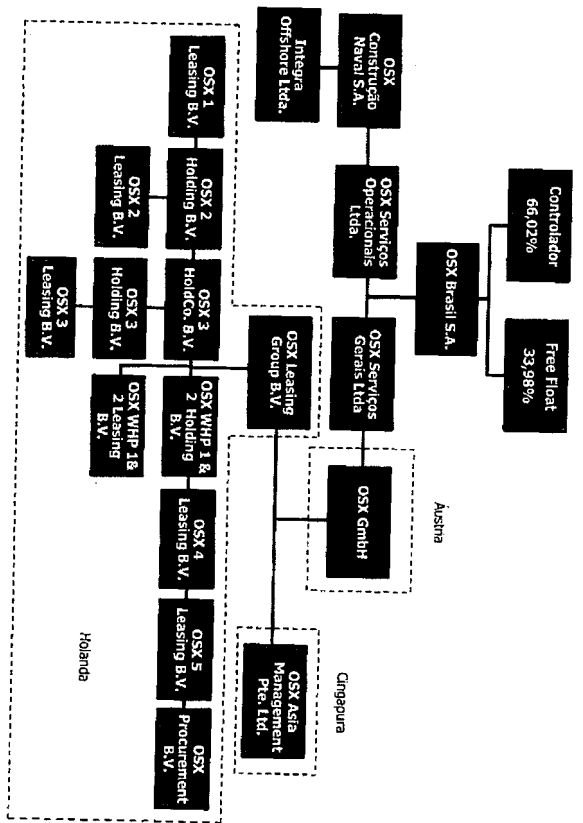 Controlador
66,02%
Free Float
33,98%
OSX Brasil S.A.
OSX
Construção
Naval S.A.
OSX Serviços
Operacionais
Ltda.
OSX Serviços
Gerais Ltda
Áustria
OSX GmbH
Integra
Offshore Ltda.
OSX Leasing
Group B.V.
Cingapura
OSX Asia
Management
Pte. Ltd.
OSX 1
Leasing B.V.
OSX 2
Holding B.V.
OSX 3
HoldCo. B.V.
OSX WHP 1 &
2 Holding
B.V.
OSX 4
Leasing B.V.
OSX 5
Leasing B.V.
OSX
Procurement
B.V.
OSX 2
Leasing B.V.
OSX 3
Holding B.V.
OSX WHP 1&
2 Leasing
B.V.
OSX 3
Leasing B.V.
Holanda